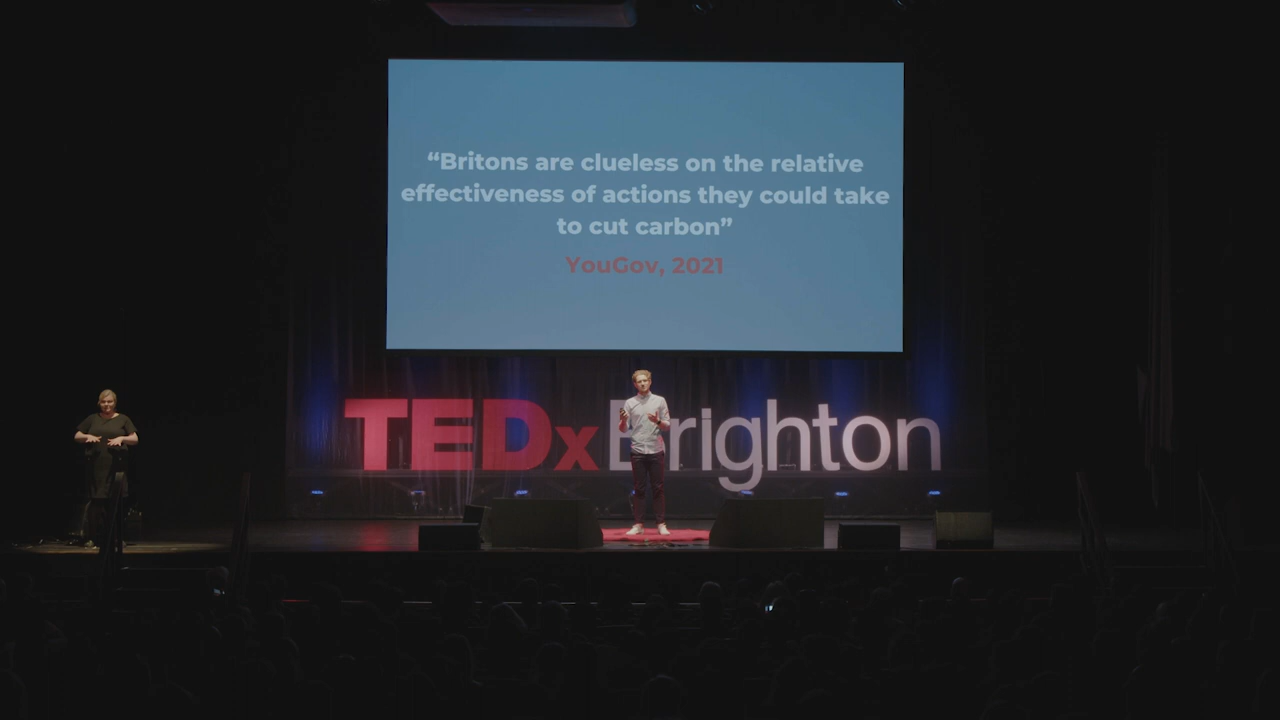 “Britons are clueless on the relative
effectiveness of actions they could take
to cut carbon”
YouGov, 2021
TEDxBrighton